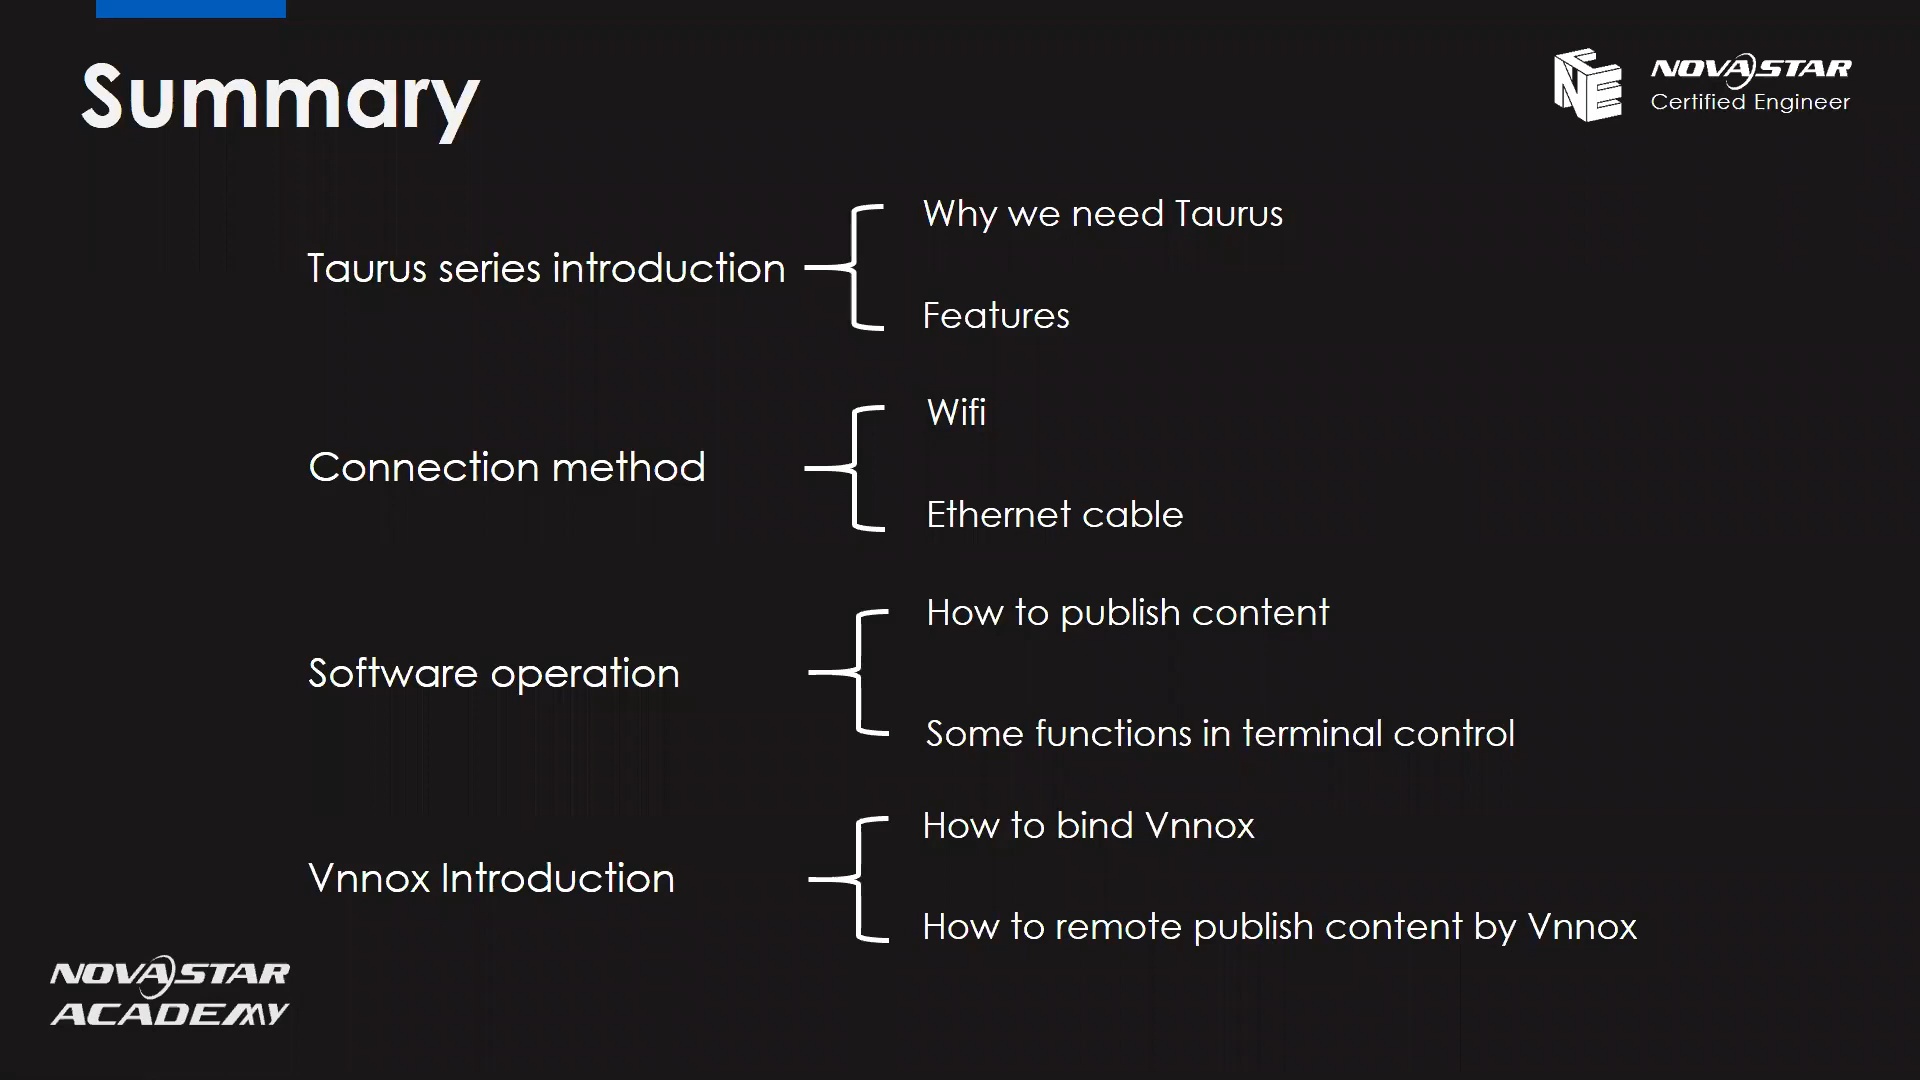 Summary
NOVASTAR
Certified Engineer
NE
Taurus series introduction
Why we need Taurus
Features
Connection method
Wifi
Ethernet cable
Software operation
How to publish content
Some functions in terminal control
Vnnox Introduction
How to bind Vnnox
How to remote publish content by Vnnox
NOVASTAR
ACADEMY